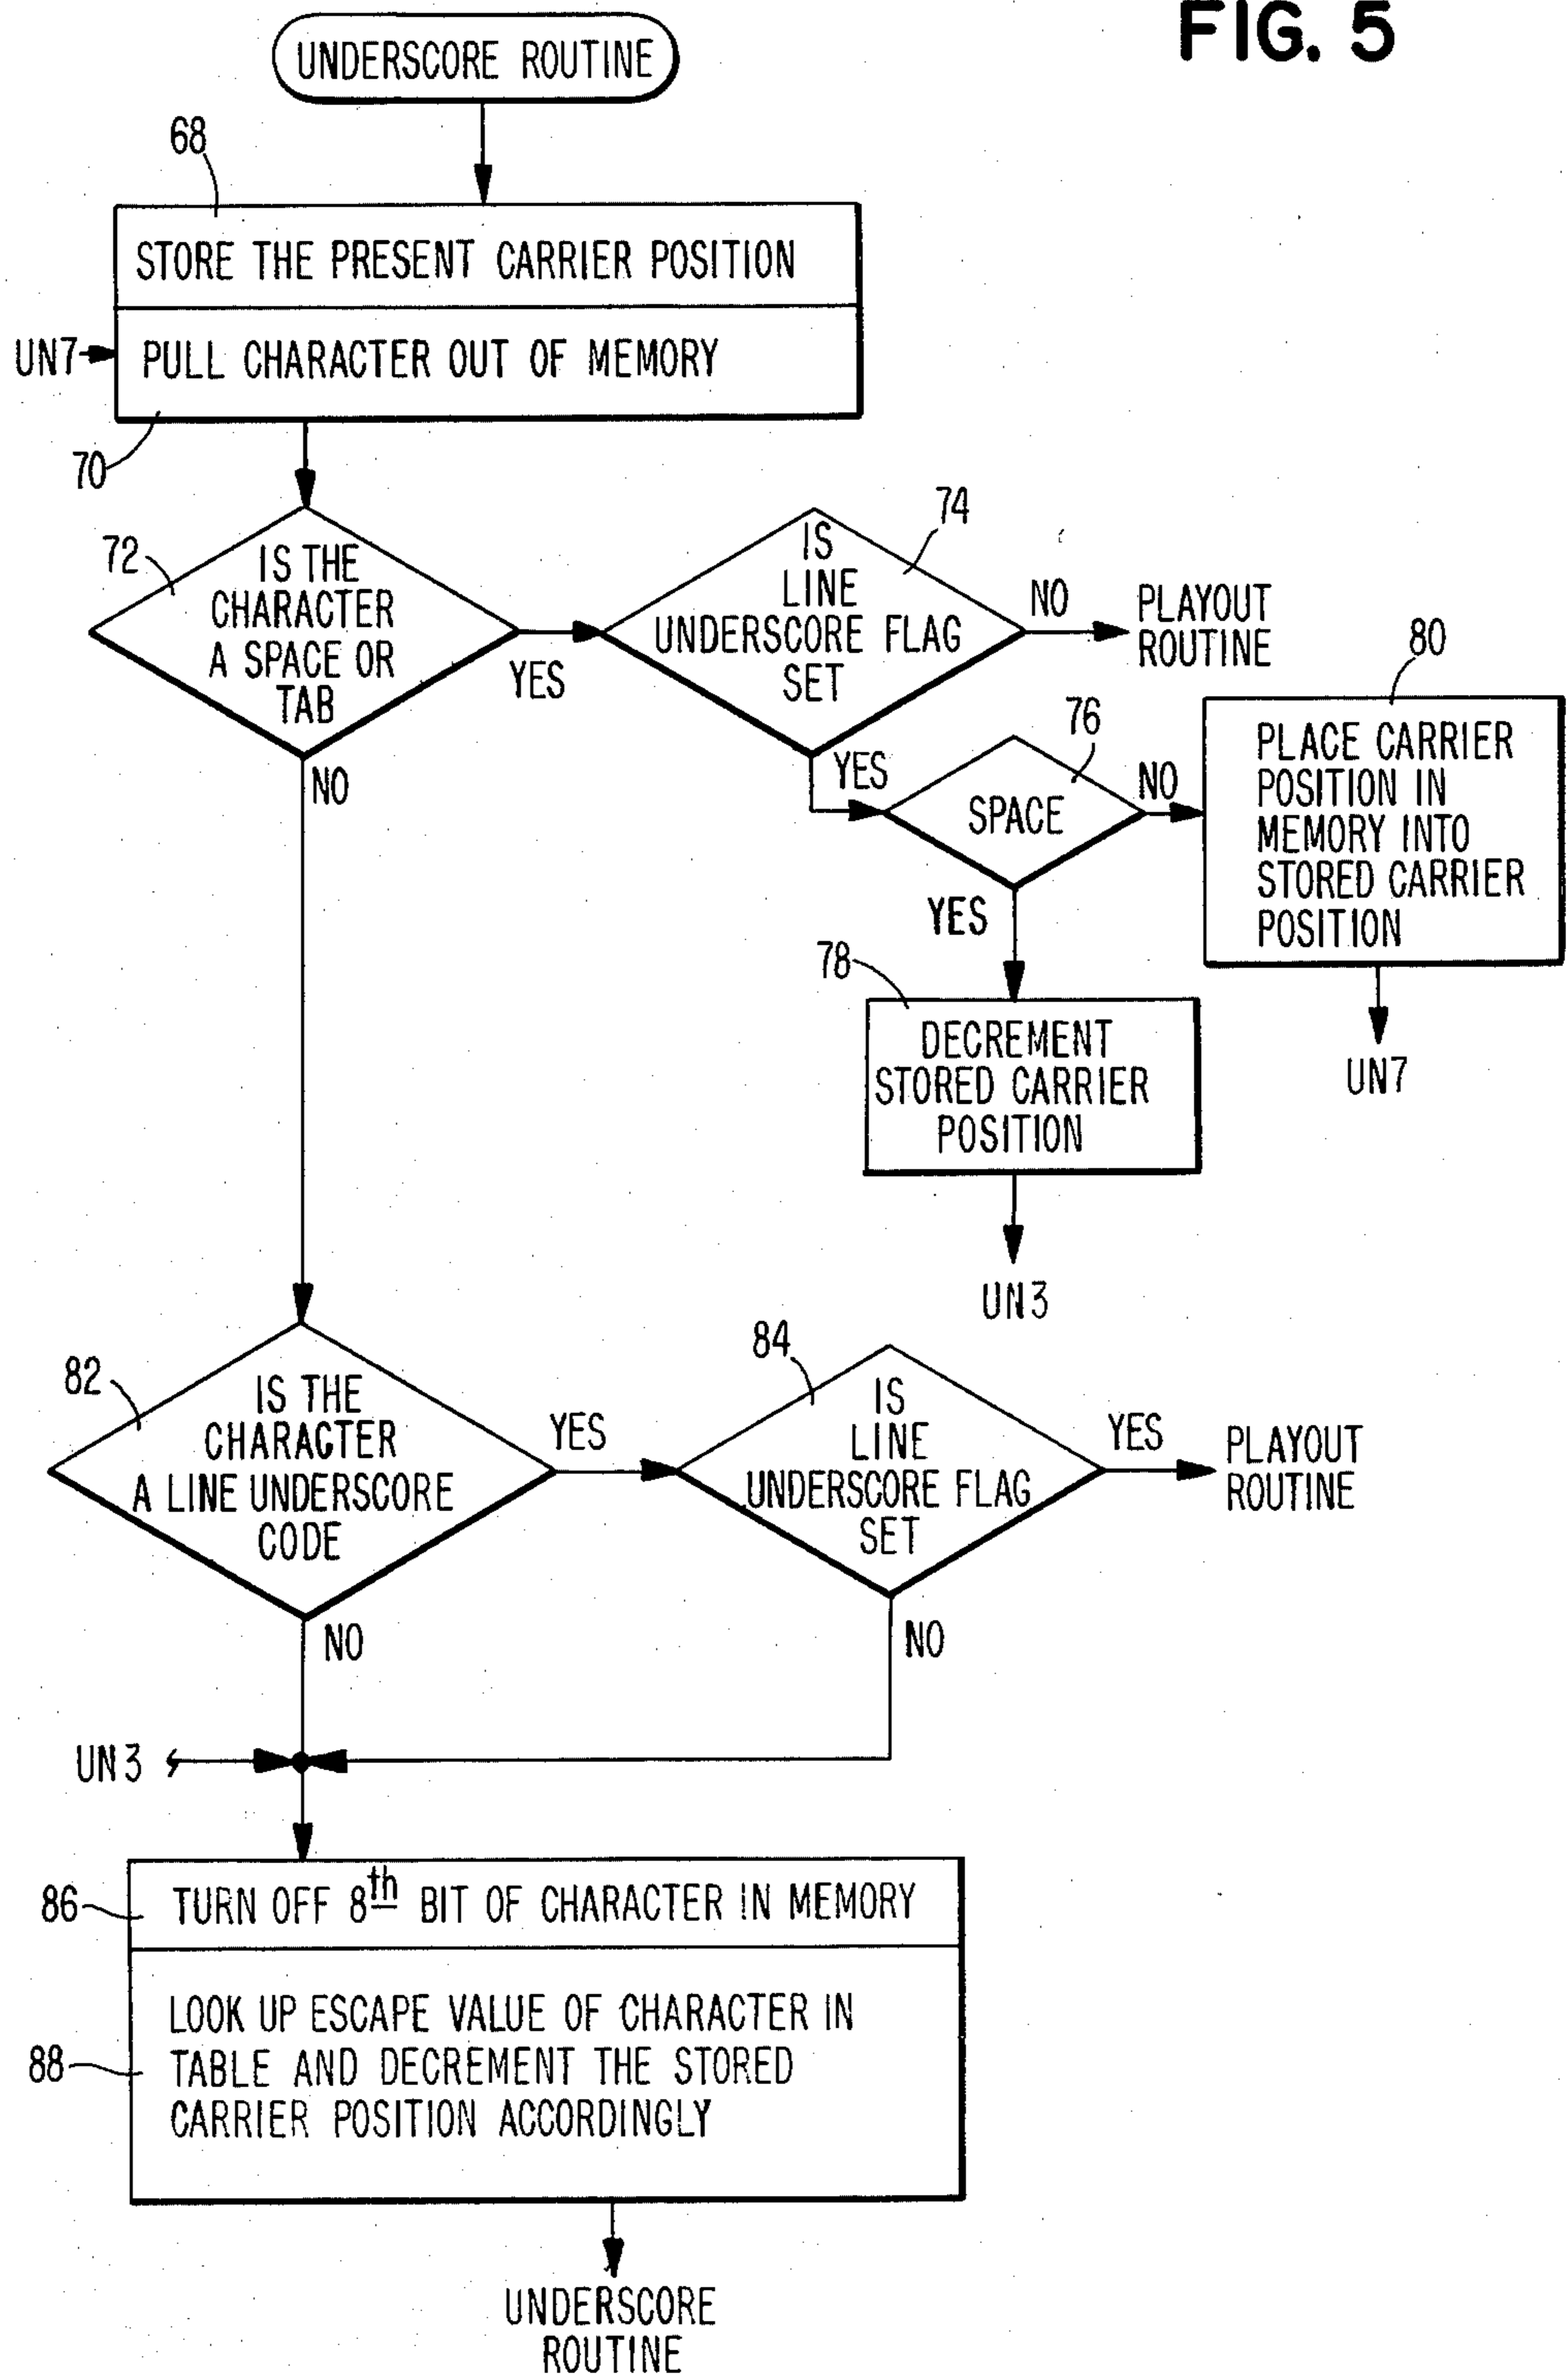 FIG. 5
UNDERSCORE ROUTINE
68
STORE THE PRESENT CARRIER POSITION
UN7
PULL CHARACTER OUT OF MEMORY
70
72
IS THE
CHARACTER
A SPACE OR
TAB
YES
NO
74
IS
LINE
UNDERSCORE FLAG
SET
NO
PLAYOUT
ROUTINE
YES
76
SPACE
NO
80
PLACE CARRIER
POSITION IN
MEMORY INTO
STORED CARRIER
POSITION
UN7
YES
78
DECREMENT
STORED CARRIER
POSITION
UN3
82
IS THE
CHARACTER
A LINE UNDERSCORE
CODE
YES
NO
84
IS
LINE
UNDERSCORE FLAG
SET
YES
PLAYOUT
ROUTINE
NO
UN3
86
TURN OFF 8th BIT OF CHARACTER IN MEMORY
88
LOOK UP ESCAPE VALUE OF CHARACTER IN
TABLE AND DECREMENT THE STORED
CARRIER POSITION ACCORDINGLY
UNDERSCORE
ROUTINE